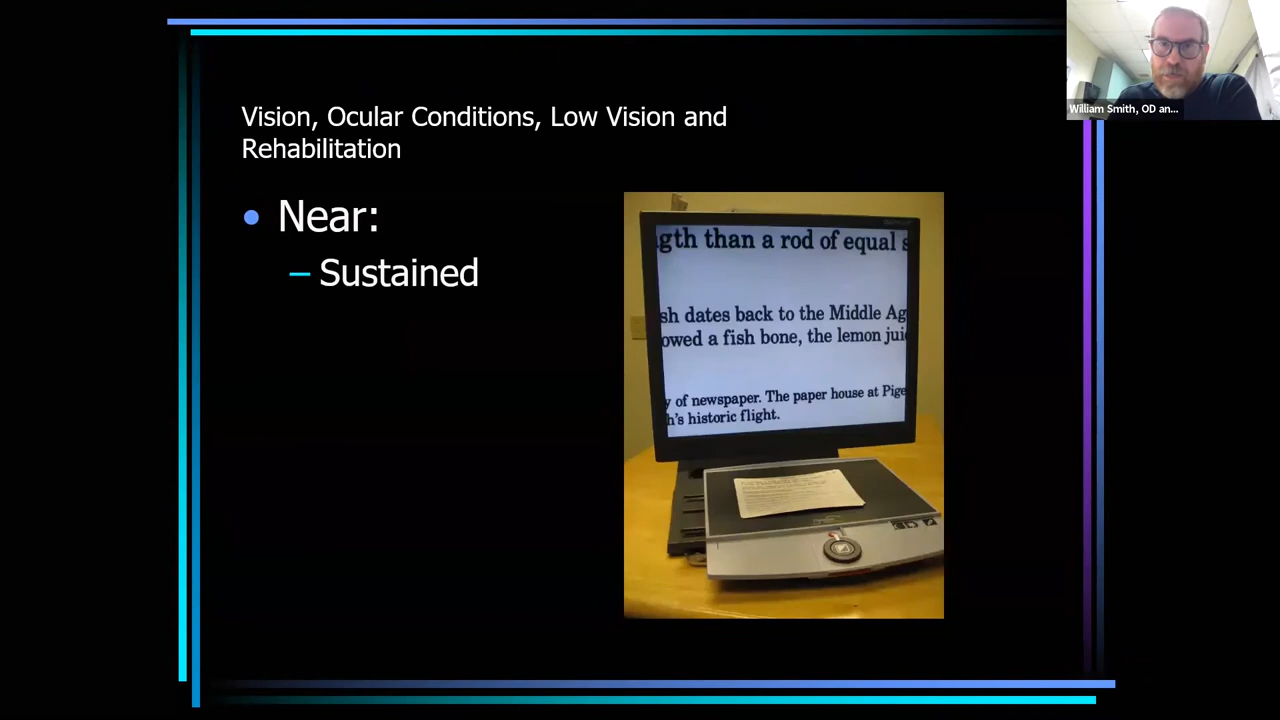 William Smith, OD an...
Vision, Ocular Conditions, Low Vision and
Rehabilitation
• Near:
– Sustained
gth than a rod of equal s
sh dates back to the Middle Ag
owed a fish bone, the lemon jui
y of newspaper. The paper house at Pige
h's historic flight.